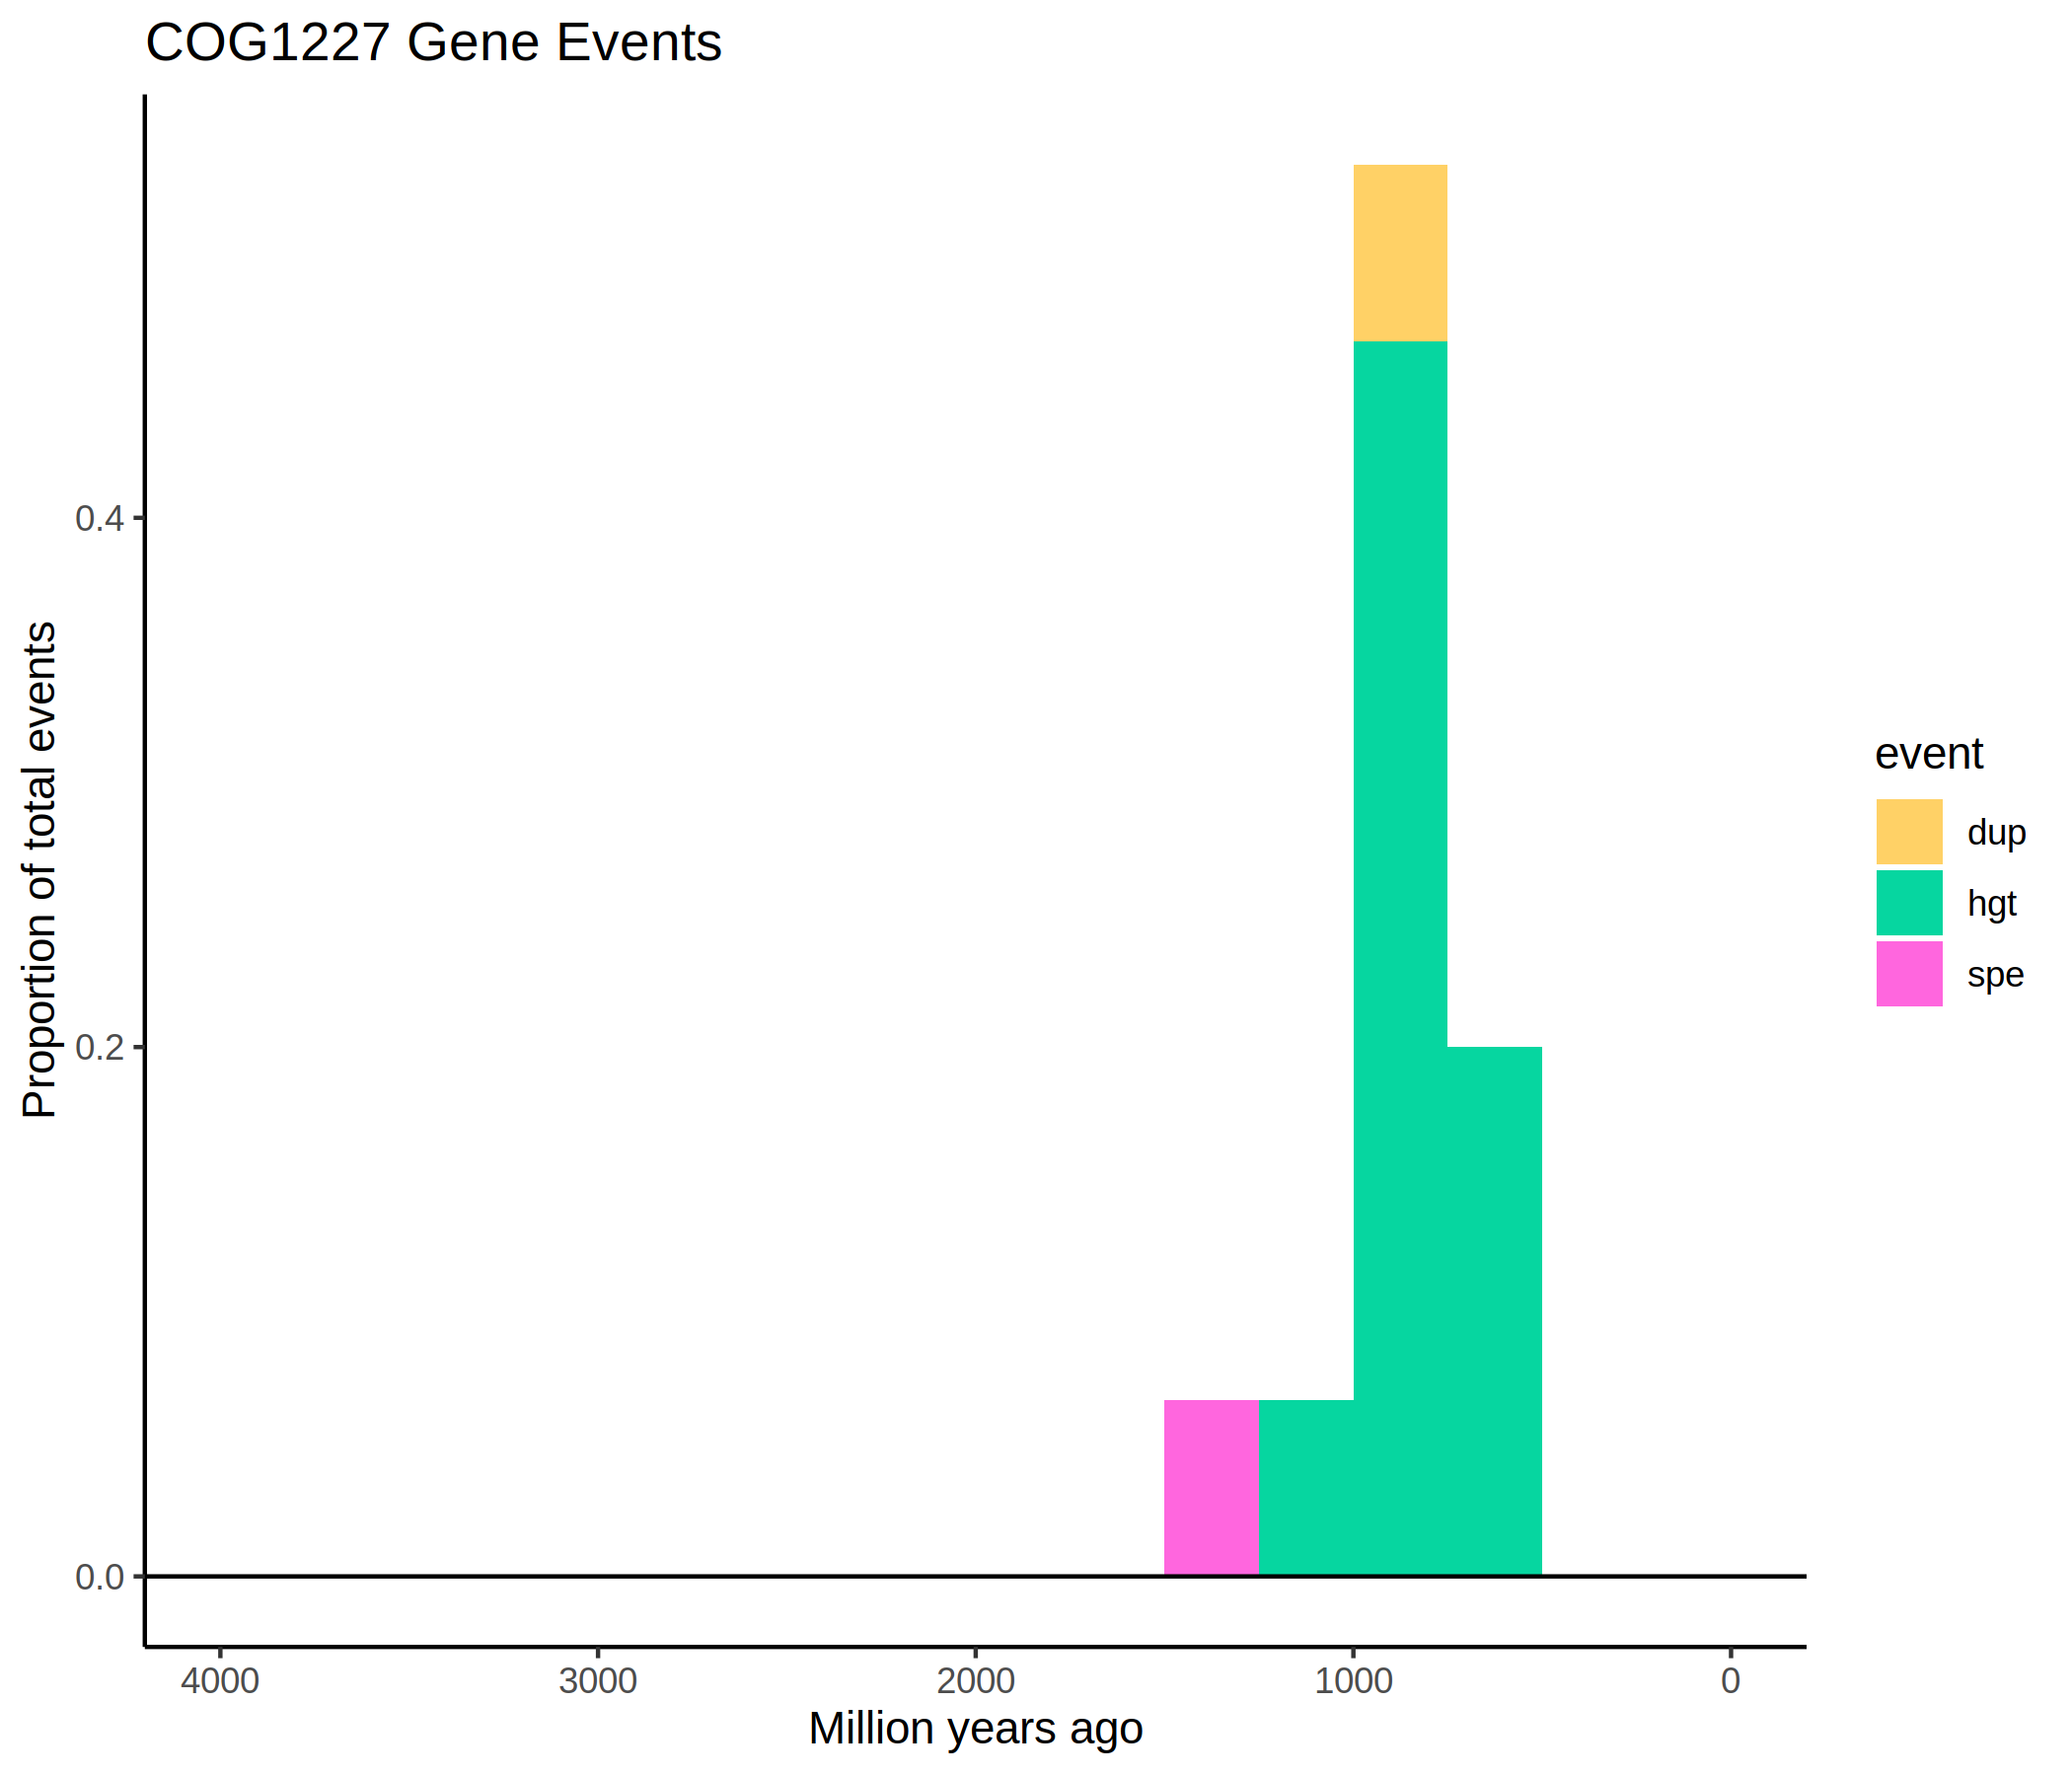 COG1227 Gene Events
Proportion of total events
0.4
0.2
0.0
4000 3000 2000 1000 0
Million years ago
event
dup
hgt
spe